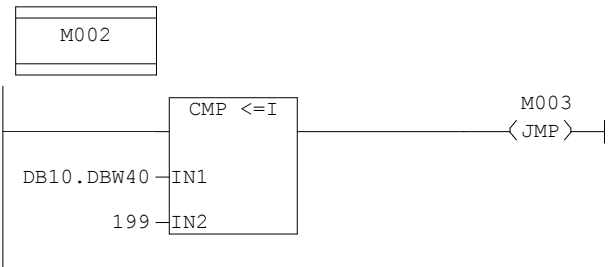 M002
CMP <=I
M003
JMP
DB10.DBW40 IN1
199 IN2